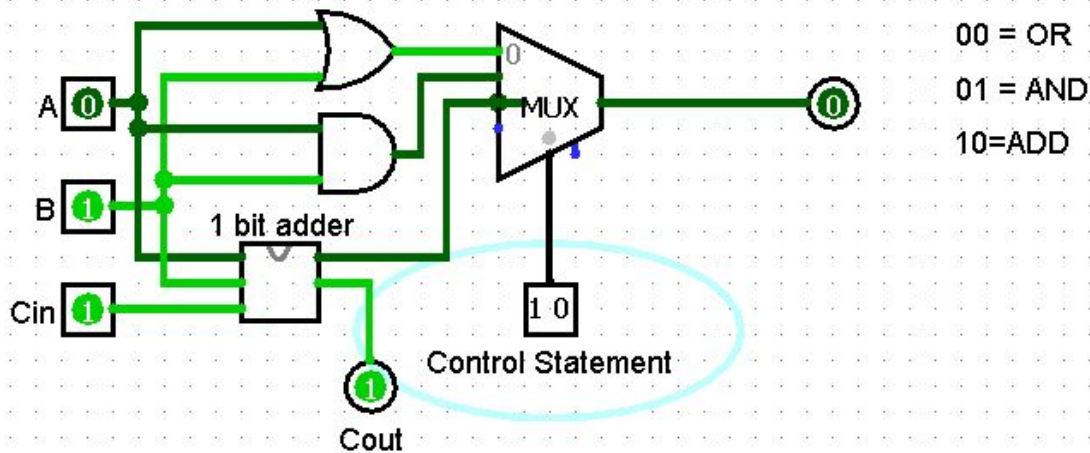 00 = OR
0
A 0
MUX
0
01 = AND
10=ADD
B 1
1 bit adder
Cin 1
1 0
Control Statement
1
Cout